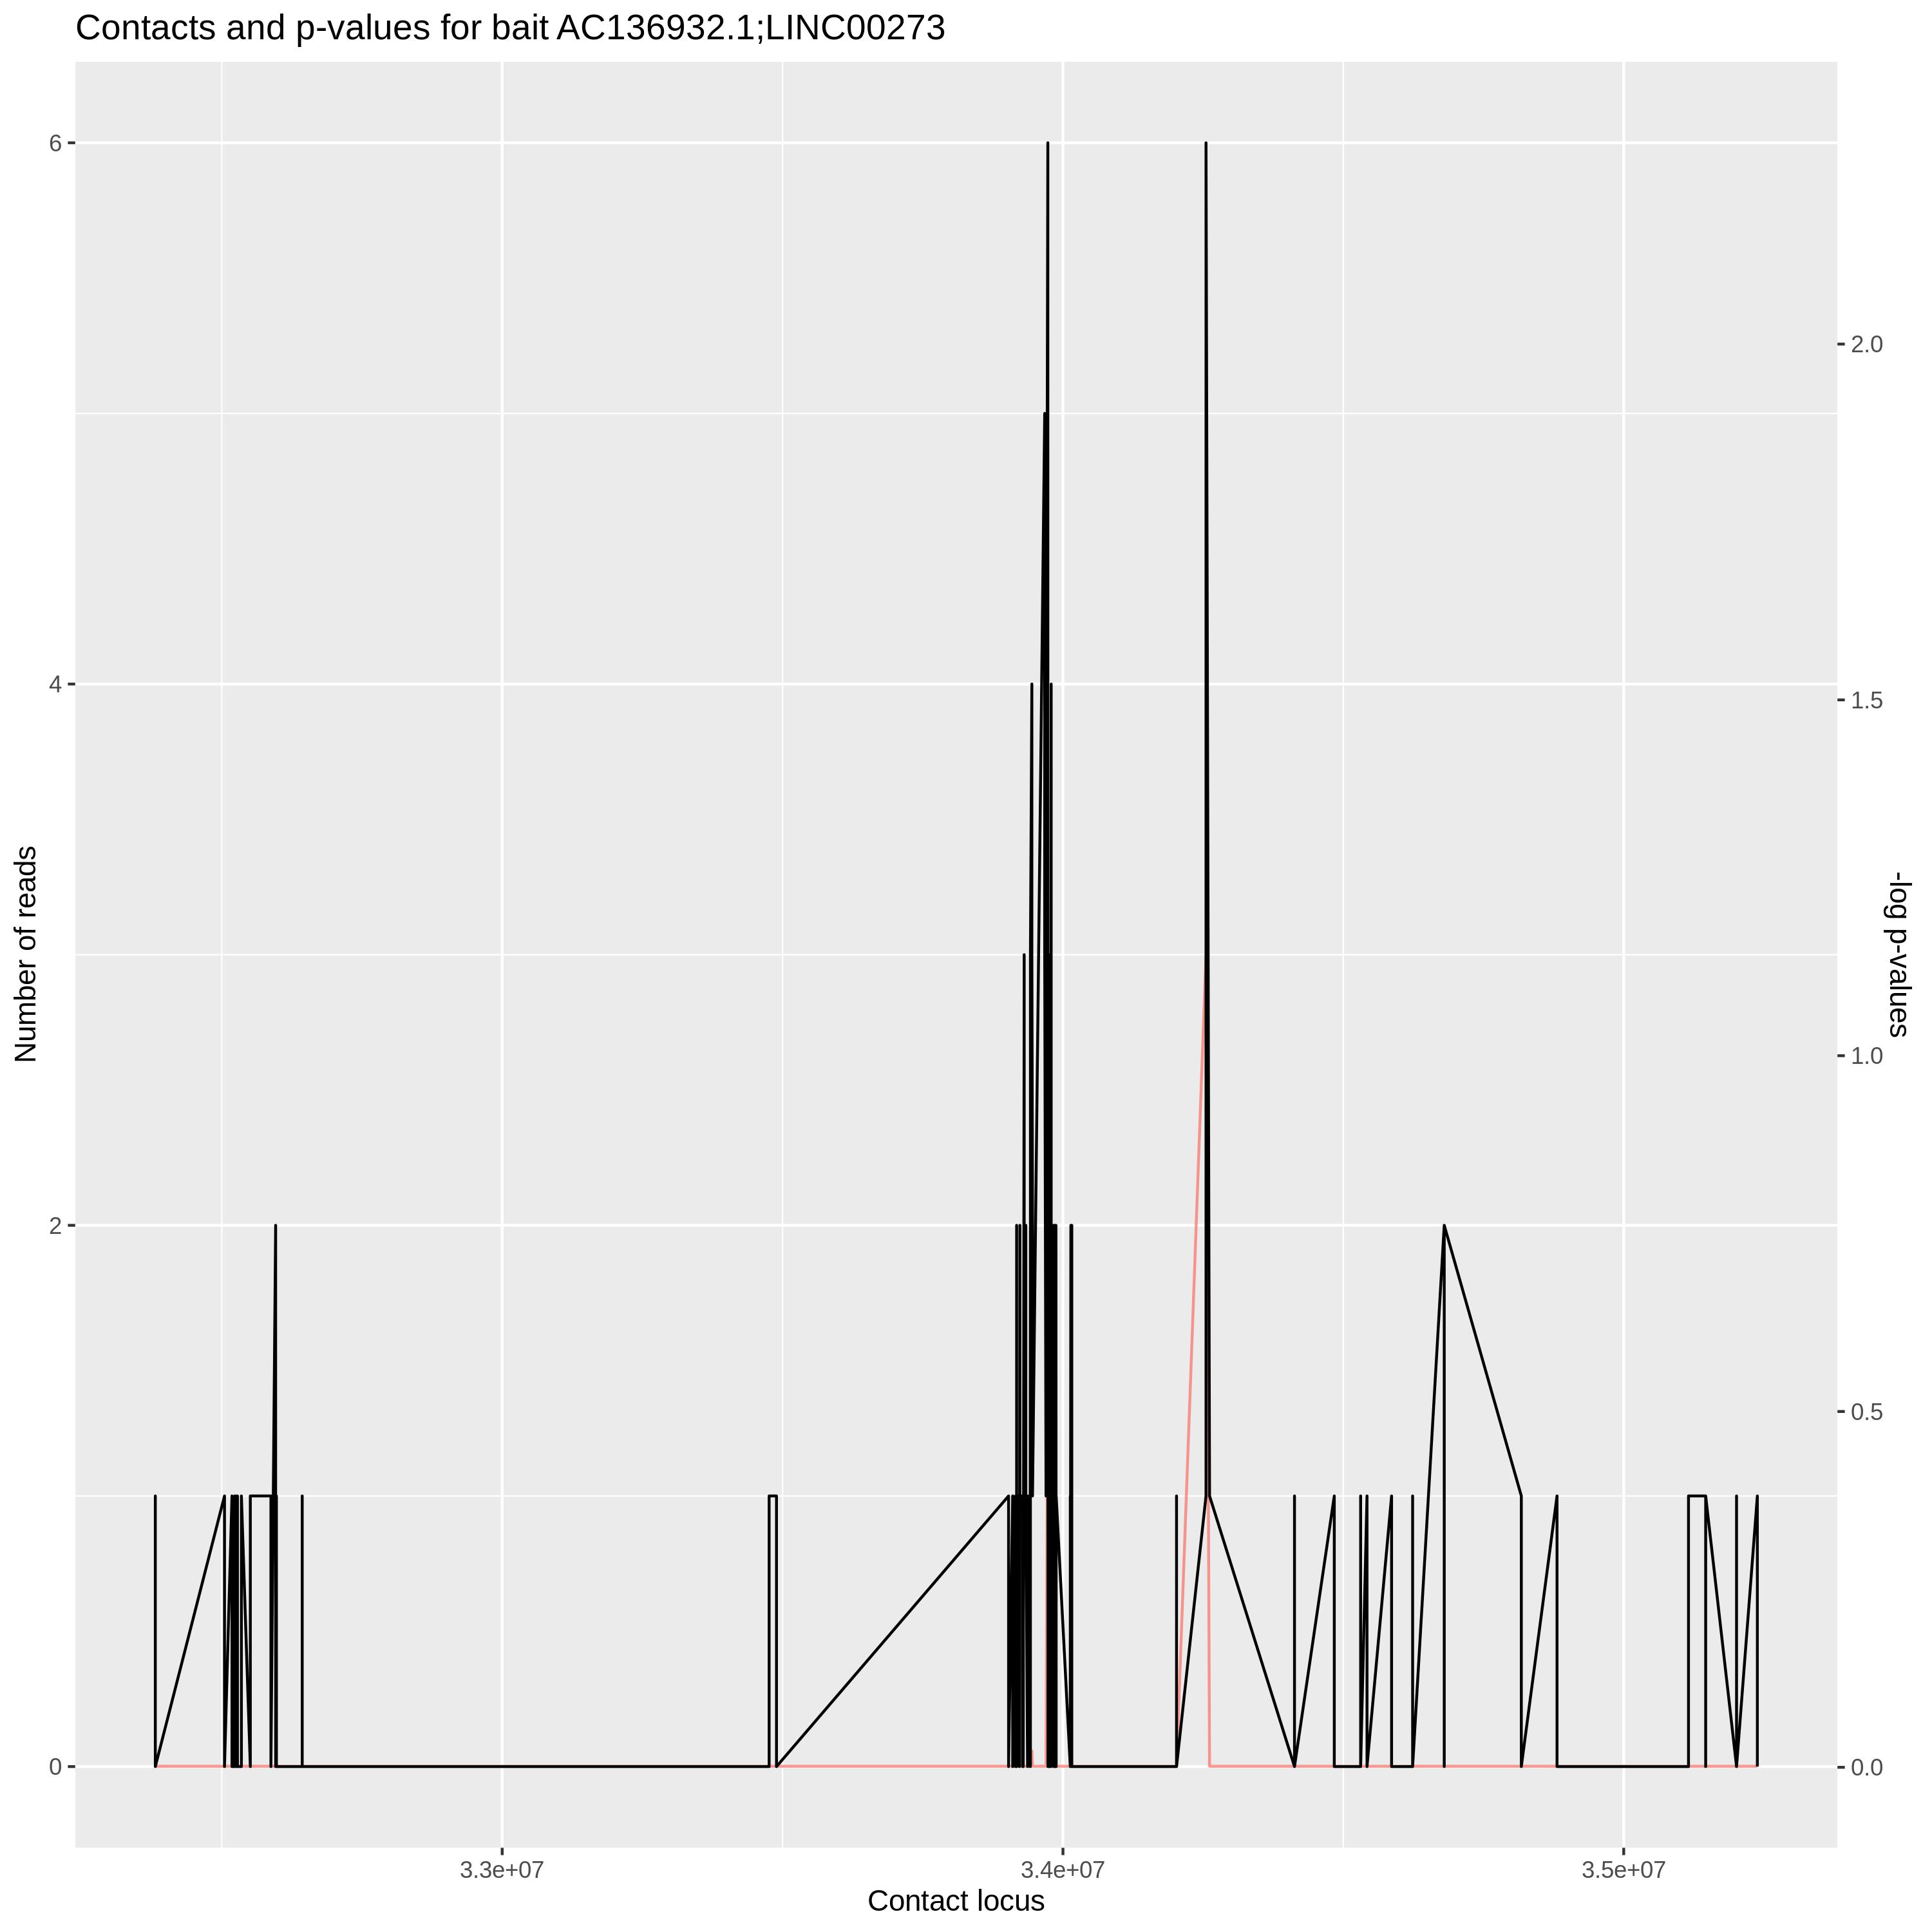 Contacts and p-values for bait AC136932.1;LINC00273
6
4
2
0
Number of reads
2.0
1.5
1.0
0.5
0.0
-log p-values
3.3e+07
3.4e+07
3.5e+07
Contact locus